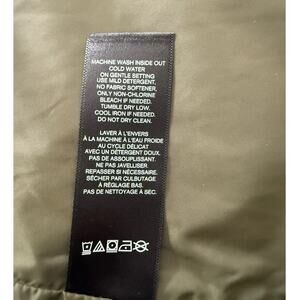 MACHINE WASH INSIDE OUT
COLD WATER
ON GENTLE SETTING
USE MILD DETERGENT,
NO FABRIC SOFTENER,
ONLY NON-CHLORINE
BLEACH IF NEEDED.
TUMBLE DRY LOW.
COOL IRON IF NEEDED.
DO NOT DRY CLEAN.
LAVER À L'ENVERS
À LA MACHINE À L'EAU FROIDE
AU CYCLE DÉLICAT
AVEC UN DÉTERGENT DOUX.
PAS DE ASSOUPLISSANT.
NE PAS JAVELLISER.
REPASSER SI NÉCESSAIRE.
SÉCHER PAR CULBUTAGE
À RÉGLAGE BAS.
PAS DE NETTOYAGE À SEC.